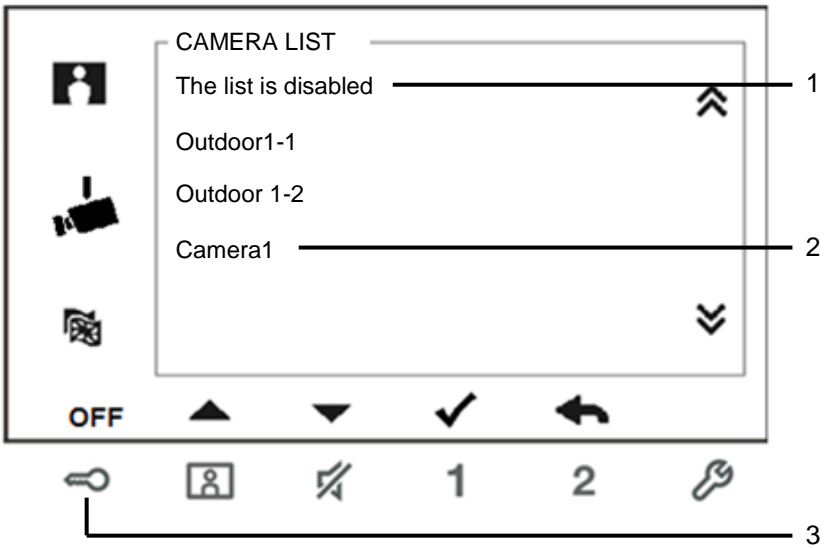 CAMERA LIST
The list is disabled
1
Outdoor1-1
Outdoor 1-2
Camera1
2
OFF
1
2
3